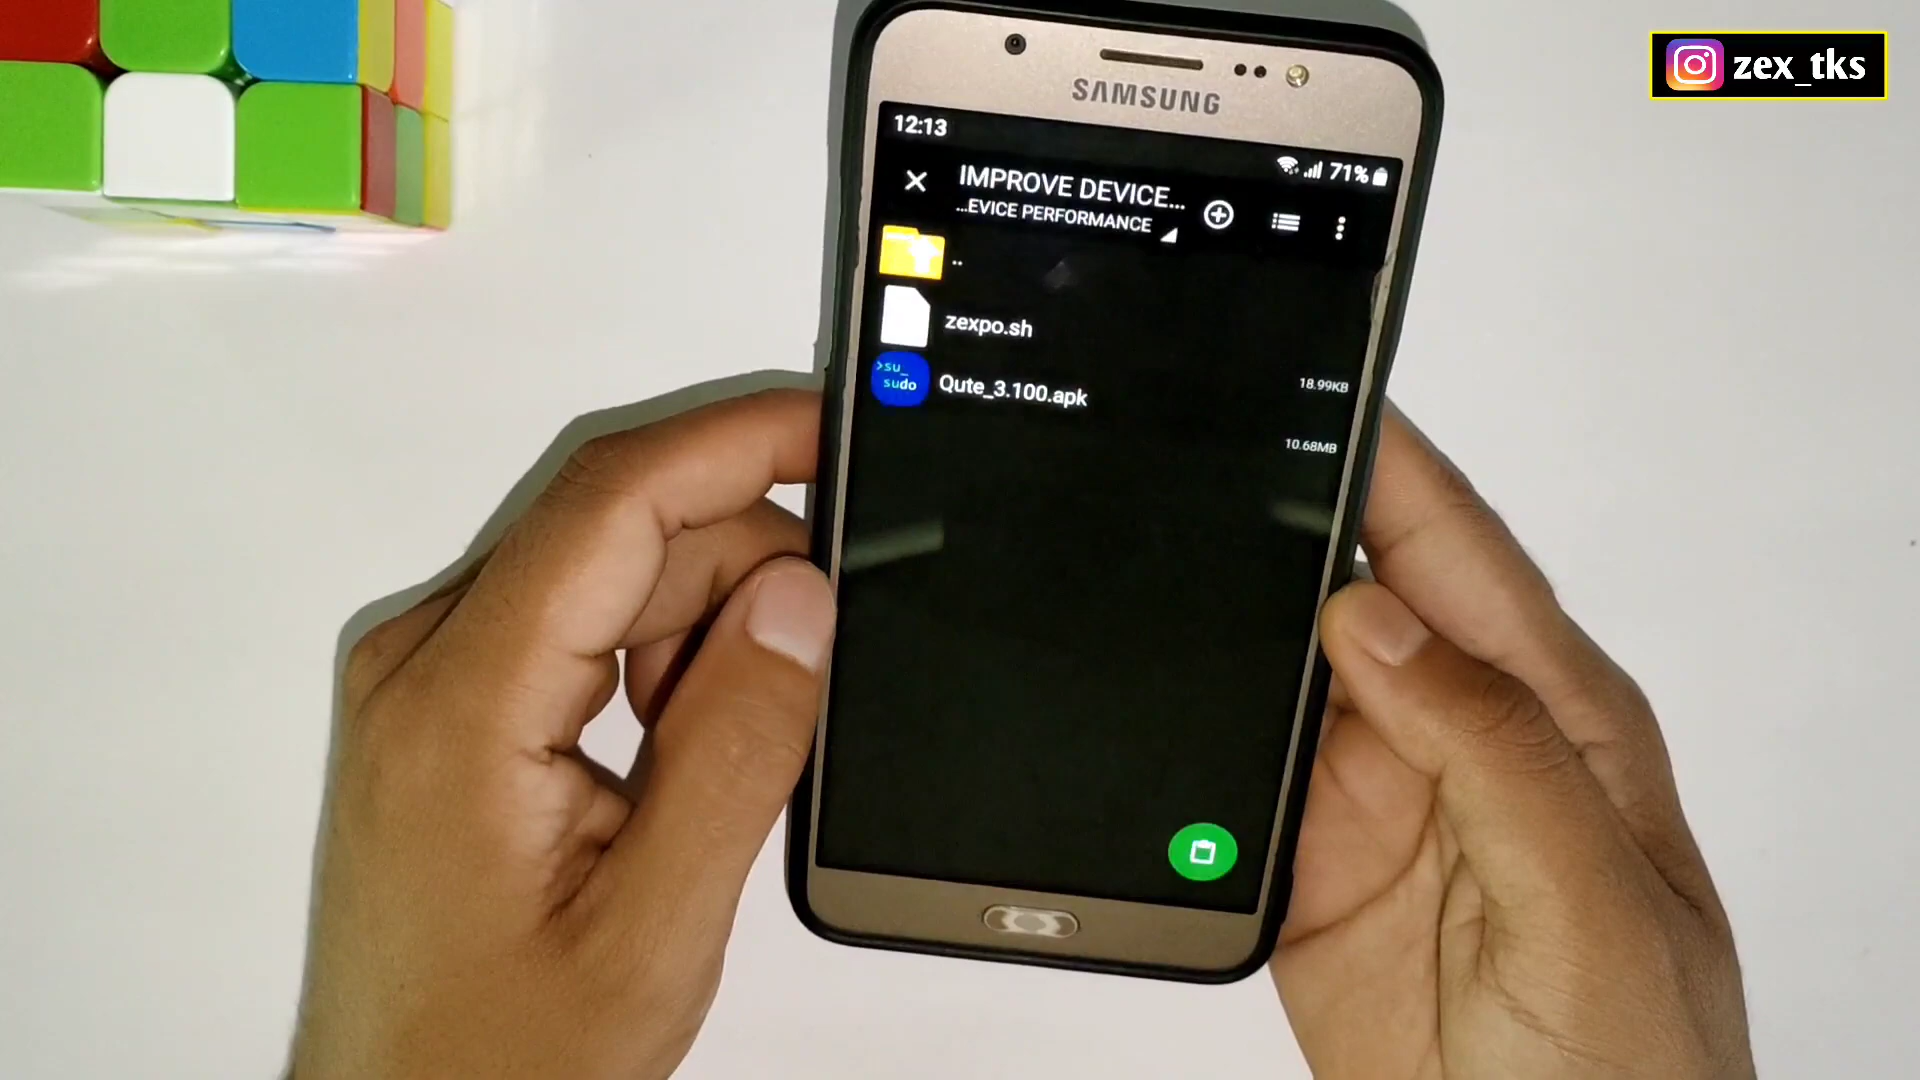 zex_tks
SAMSUNG
12:13
71%
IMPROVE DEVICE...
...EVICE PERFORMANCE
..
zexpo.sh
18.99KB
>su_
sudo
Qute_3.100.apk
10.68MB